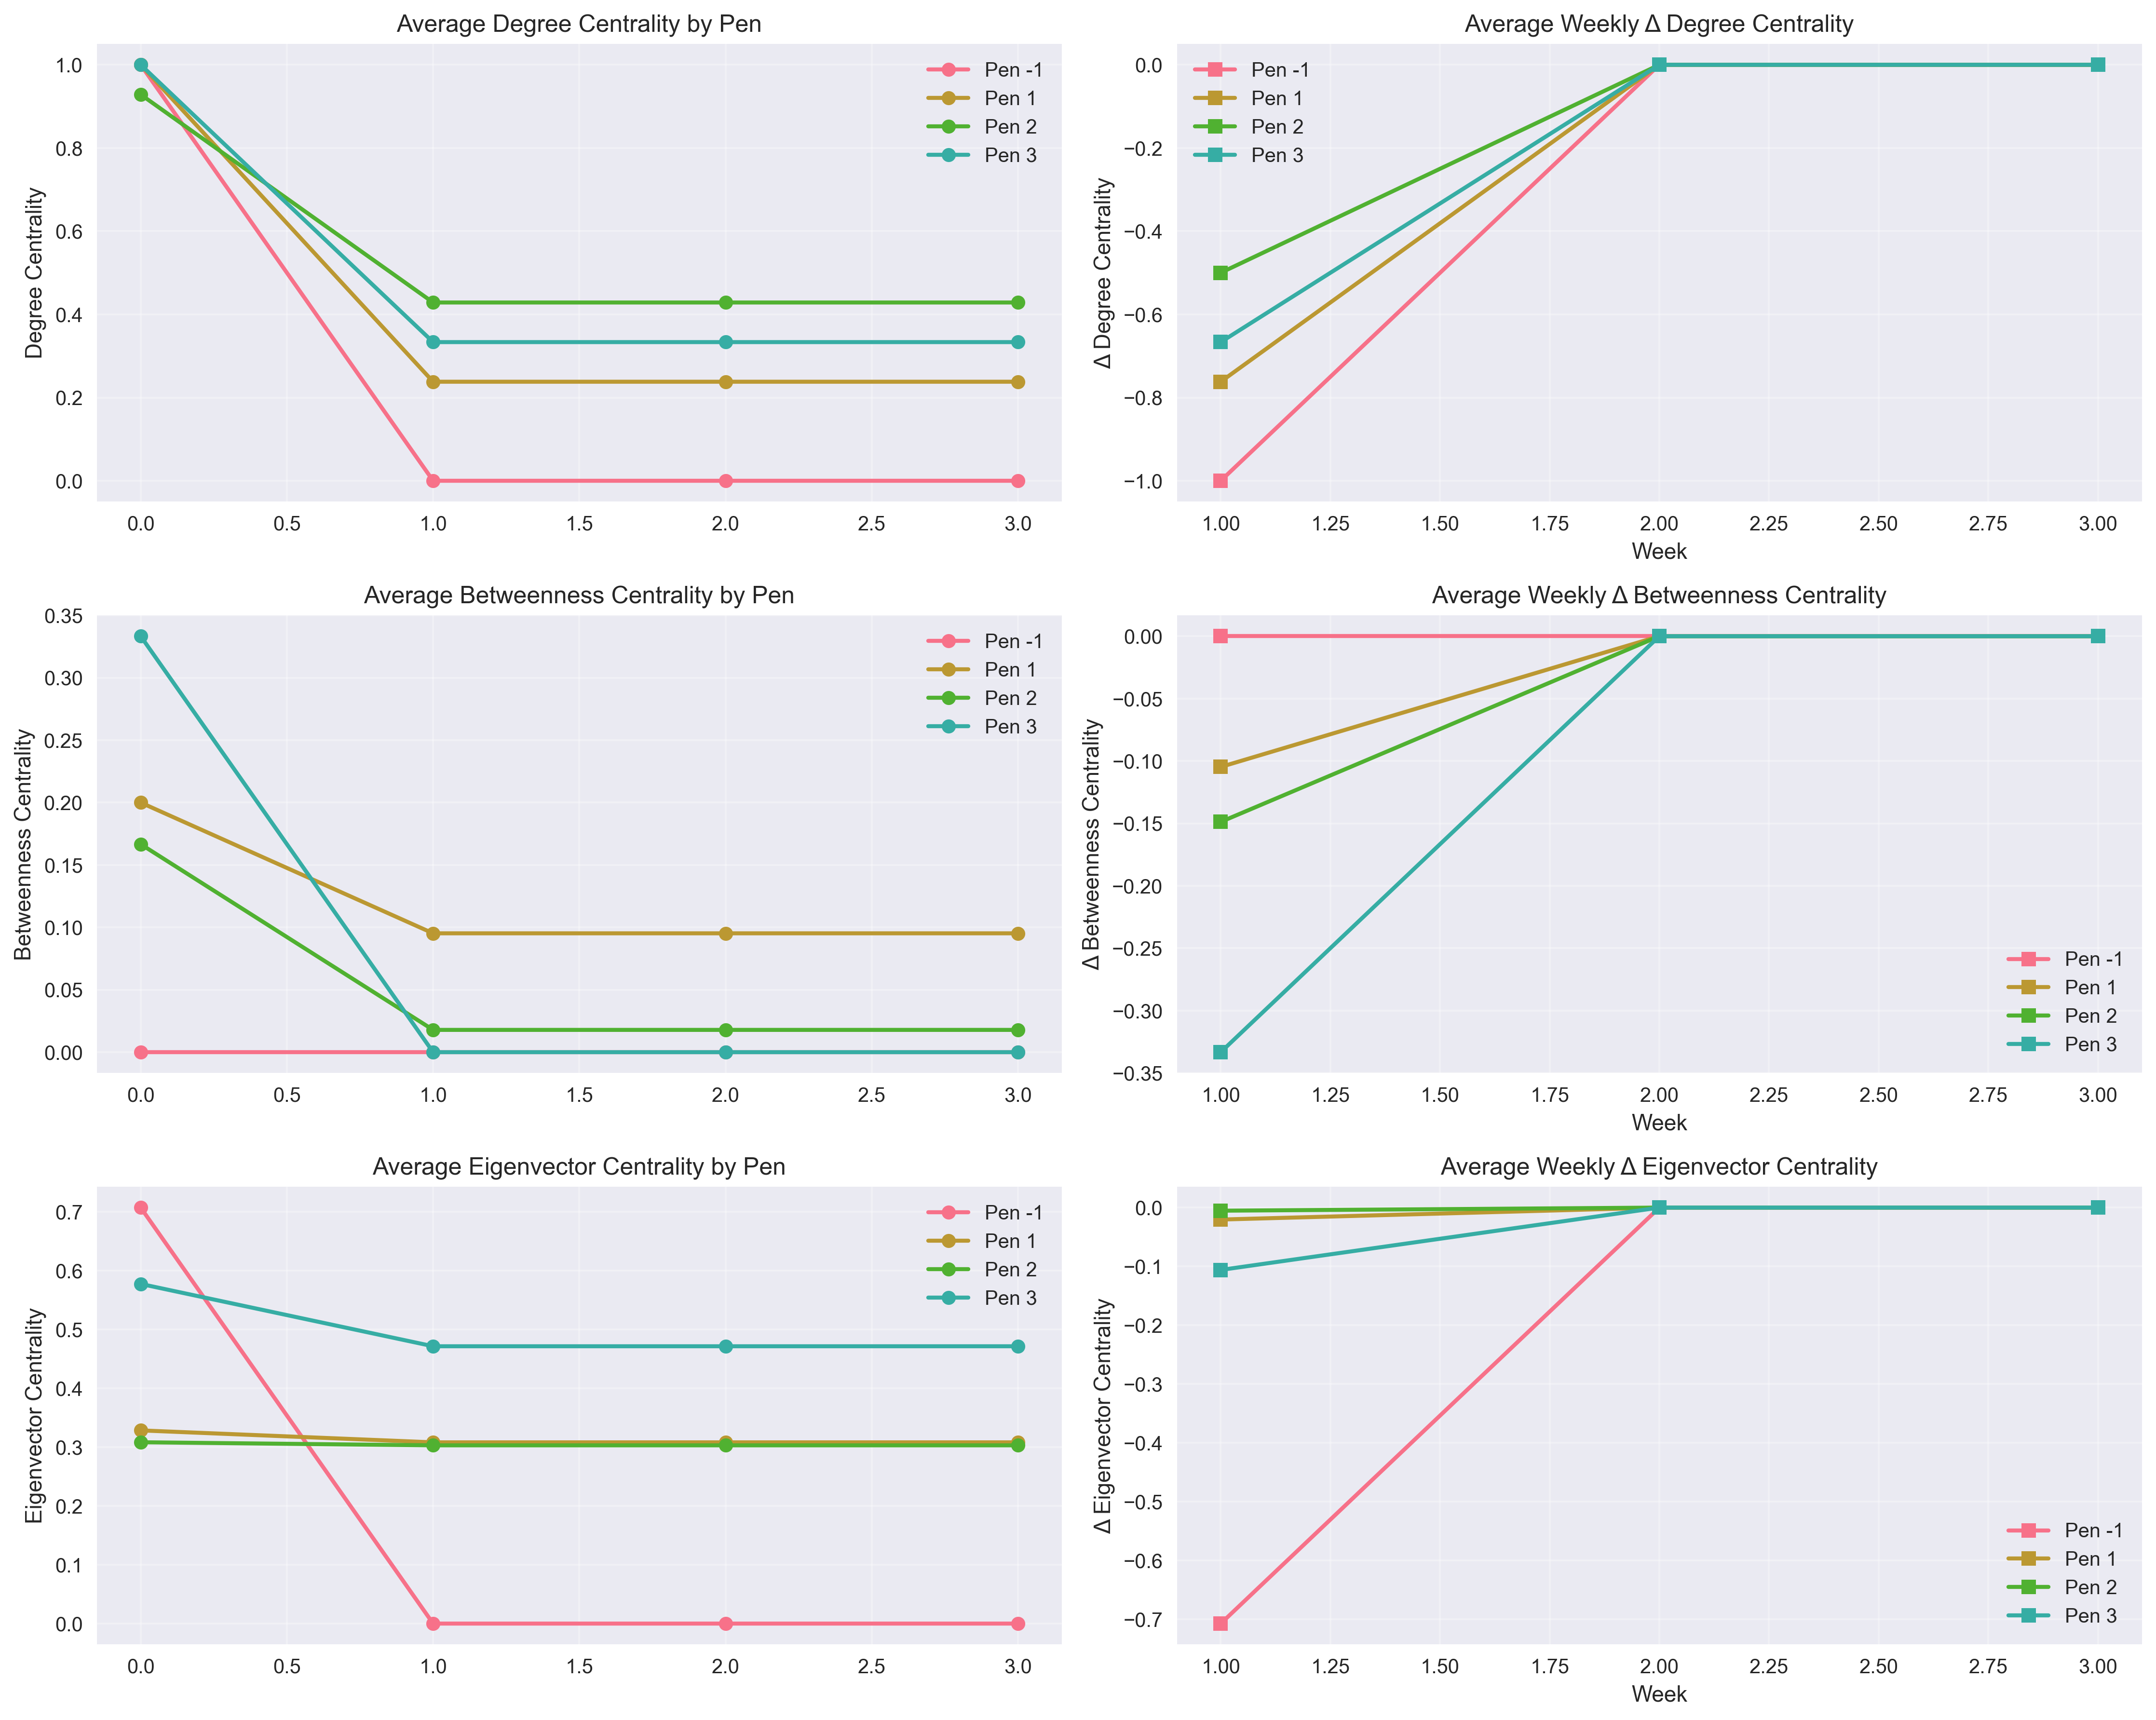 Average Degree Centrality by Pen
Degree Centrality
1.0
0.8
0.6
0.4
0.2
0.0
0.0 0.5 1.0 1.5 2.0 2.5 3.0
Pen -1
Pen 1
Pen 2
Pen 3
Average Weekly Δ Degree Centrality
Δ Degree Centrality
0.0
−0.2
−0.4
−0.6
−0.8
−1.0
1.00 1.25 1.50 1.75 2.00 2.25 2.50 2.75 3.00
Week
Pen -1
Pen 1
Pen 2
Pen 3
Average Betweenness Centrality by Pen
Betweenness Centrality
0.35
0.30
0.25
0.20
0.15
0.10
0.05
0.00
0.0 0.5 1.0 1.5 2.0 2.5 3.0
Pen -1
Pen 1
Pen 2
Pen 3
Average Weekly Δ Betweenness Centrality
Δ Betweenness Centrality
0.00
−0.05
−0.10
−0.15
−0.20
−0.25
−0.30
−0.35
1.00 1.25 1.50 1.75 2.00 2.25 2.50 2.75 3.00
Week
Pen -1
Pen 1
Pen 2
Pen 3
Average Eigenvector Centrality by Pen
Eigenvector Centrality
0.7
0.6
0.5
0.4
0.3
0.2
0.1
0.0
0.0 0.5 1.0 1.5 2.0 2.5 3.0
Pen -1
Pen 1
Pen 2
Pen 3
Average Weekly Δ Eigenvector Centrality
Δ Eigenvector Centrality
0.0
−0.1
−0.2
−0.3
−0.4
−0.5
−0.6
−0.7
1.00 1.25 1.50 1.75 2.00 2.25 2.50 2.75 3.00
Week
Pen -1
Pen 1
Pen 2
Pen 3